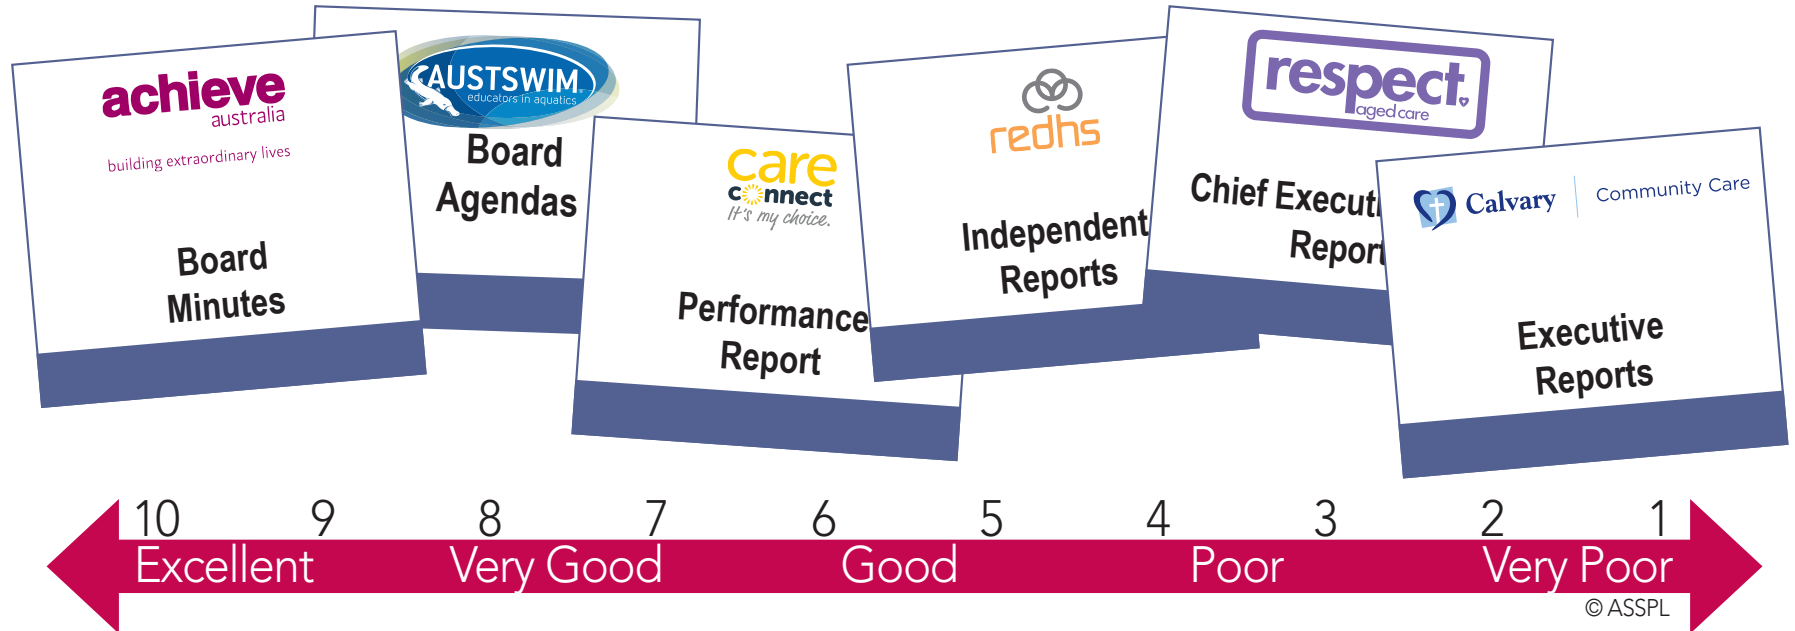 achieve
australia
building extraordinary lives
Board
Minutes
AUSTSWIM
educators in aquatics
Board
Agendas
care
connect
It's my choice.
Performance
Report
redhs
Independent
Reports
respect.
aged care
Chief Executi
Report
Calvary
Community Care
Executive
Reports
10 9 8 7 6 5 4 3 2 1
Excellent Very Good Good Poor Very Poor
© ASSPL